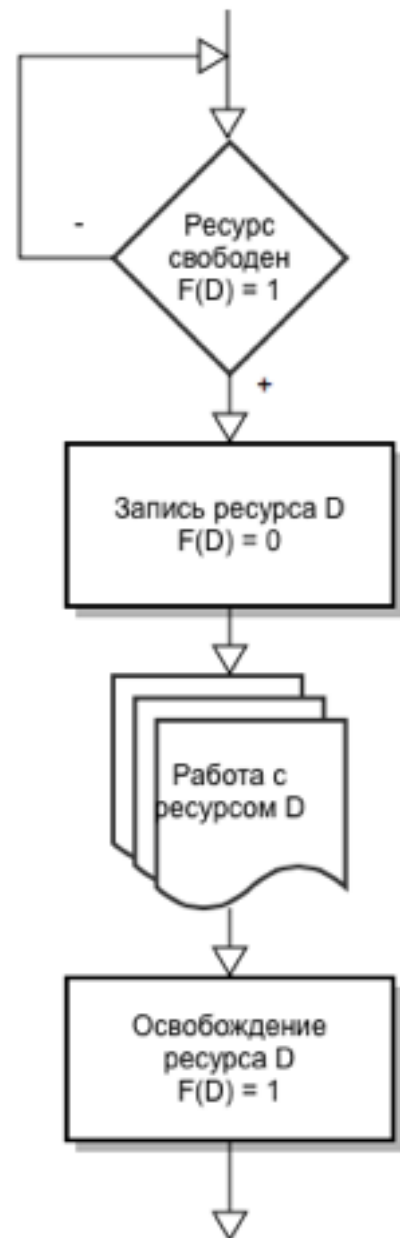 Ресурс
свободен
F(D) = 1
-
+
Запись ресурса D
F(D) = 0
Работа с
ресурсом D
Освобождение
ресурса D
F(D) = 1